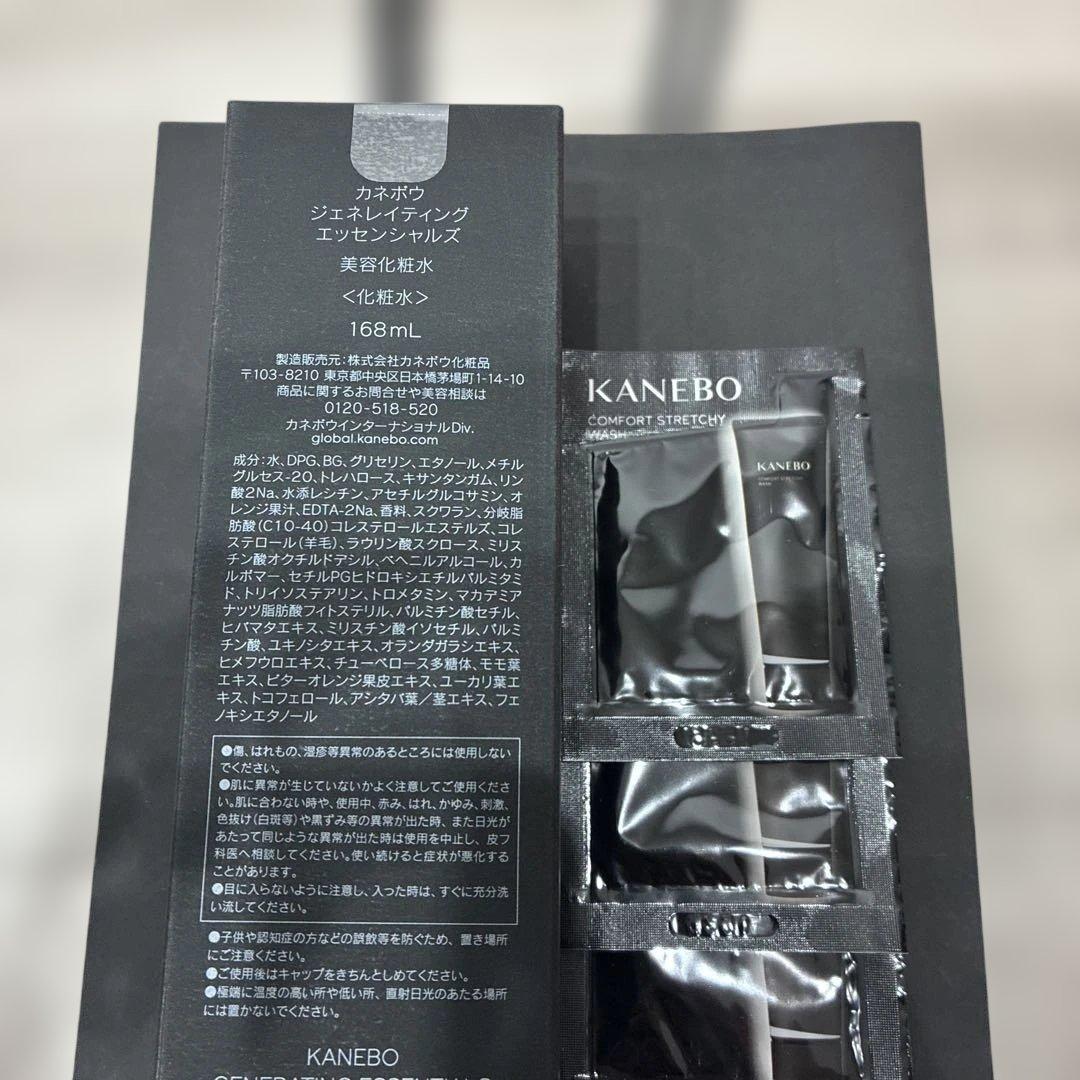 カネボウ
ジェネレイティング
エッセンシャルズ
美容化粧水
<化粧水>
168mL
製造販売元:株式会社カネボウ化粧品
〒103-8210 東京都中央区日本橋茅場町1-14-10
商品に関するお問合せや美容相談は
0120-518-520
カネボウインターナショナルDiv.
global.kanebo.com
成分:水、DPG、BG、グリセリン、エタノール、メチル
グルセス-20、トレハロース、キサンタンガム、リン
酸2Na、水添レシチン、アセチルグルコサミン、オ
レンジ果汁、EDTA-2Na、香料、スクワラン、分岐脂
肪酸(C10-40)コレステロールエステルズ、コレ
ステロール(羊毛)、ラウリン酸スクロース、ミリス
チン酸オクチルドデシル、ベヘニルアルコール、カ
ルボマー、セチルPGヒドロキシエチルパルミタミ
ド、トリイソステアリン、トロメタミン、マカデミア
ナッツ脂肪酸フィトステリル、パルミチン酸セチル、
ヒバマタエキス、ミリスチン酸イソセチル、パルミ
チン酸、ユキノシタエキス、オランダガラシエキス、
ヒメフウロエキス、チューベロース多糖体、モモ葉
エキス、ビターオレンジ果皮エキス、ユーカリ葉エ
キス、トコフェロール、アシタバ葉/茎エキス、フェ
ノキシエタノール
●傷、はれもの、湿疹等異常のあるところには使用しない
でください。
●肌に異常が生じていないかよく注意してご使用くださ
い。肌に合わない時や、使用中、赤み、はれ、かゆみ、刺激、
色抜け(白斑等)や黒ずみ等の異常が出た時、また日光が
あたって同じような異常が出た時は使用を中止し、皮フ
科医へ相談してください。使い続けると症状が悪化する
ことがあります。
●目に入らないように注意し、入った時は、すぐに充分洗
い流してください。
●子供や認知症の方などの誤飲等を防ぐため、置き場所
にご注意ください。
●ご使用後はキャップをきちんとしめてください。
●極端に温度の高い所や低い所、直射日光のあたる場所
には置かないでください。
KANEBO
GENERATING ESSENTIALS
KANEBO
COMFORT STRETCHY
WASH
KANEBO
COMFORT STRETCHY
WASH